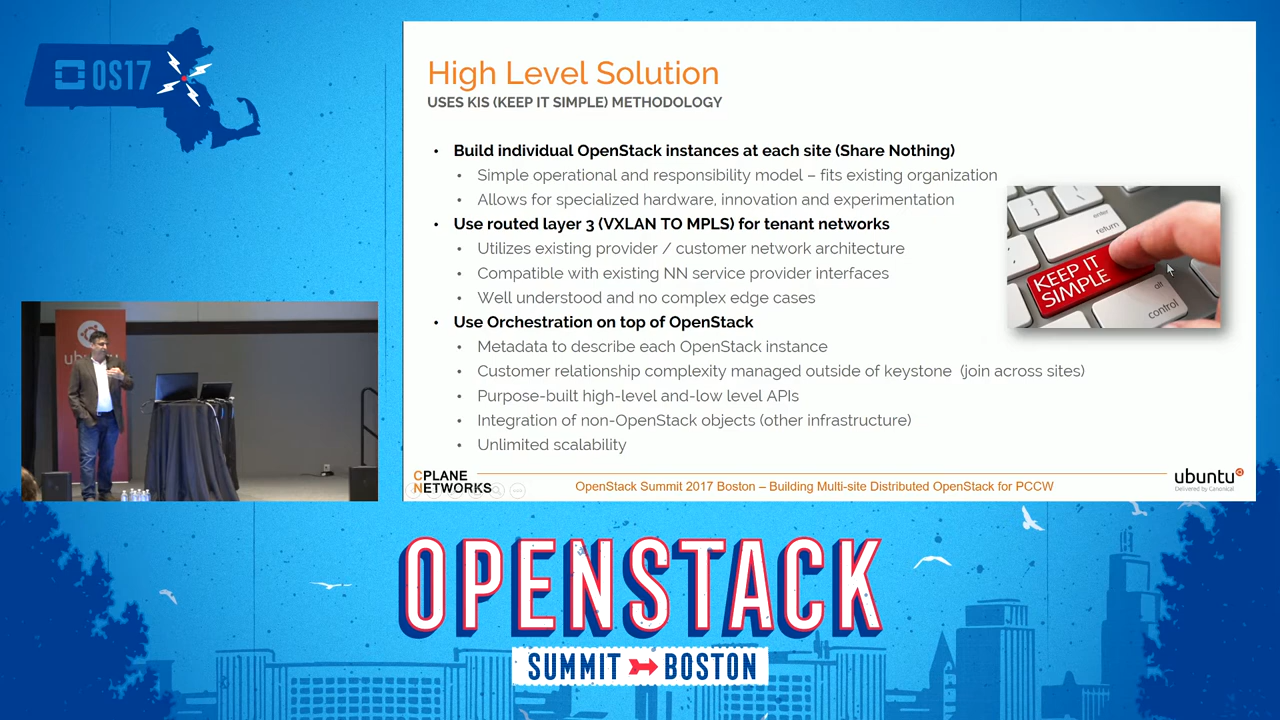 OS17
High Level Solution
USES KIS (KEEP IT SIMPLE) METHODOLOGY
• Build individual OpenStack instances at each site (Share Nothing)
• Simple operational and responsibility model – fits existing organization
• Allows for specialized hardware, innovation and experimentation
• Use routed layer 3 (VXLAN TO MPLS) for tenant networks
• Utilizes existing provider / customer network architecture
• Compatible with existing NN service provider interfaces
• Well understood and no complex edge cases
• Use Orchestration on top of OpenStack
• Metadata to describe each OpenStack instance
• Customer relationship complexity managed outside of keystone (join across sites)
• Purpose-built high-level and-low level APIs
• Integration of non-OpenStack objects (other infrastructure)
• Unlimited scalability
enter
return
KEEP IT
SIMPLE
alt
control
ubuntu
CPLANE
NETWORKS
OpenStack Summit 2017 Boston – Building Multi-site Distributed OpenStack for PCCW
ubuntu
Delivered by Canonical
OPENSTACK
SUMMIT BOSTON